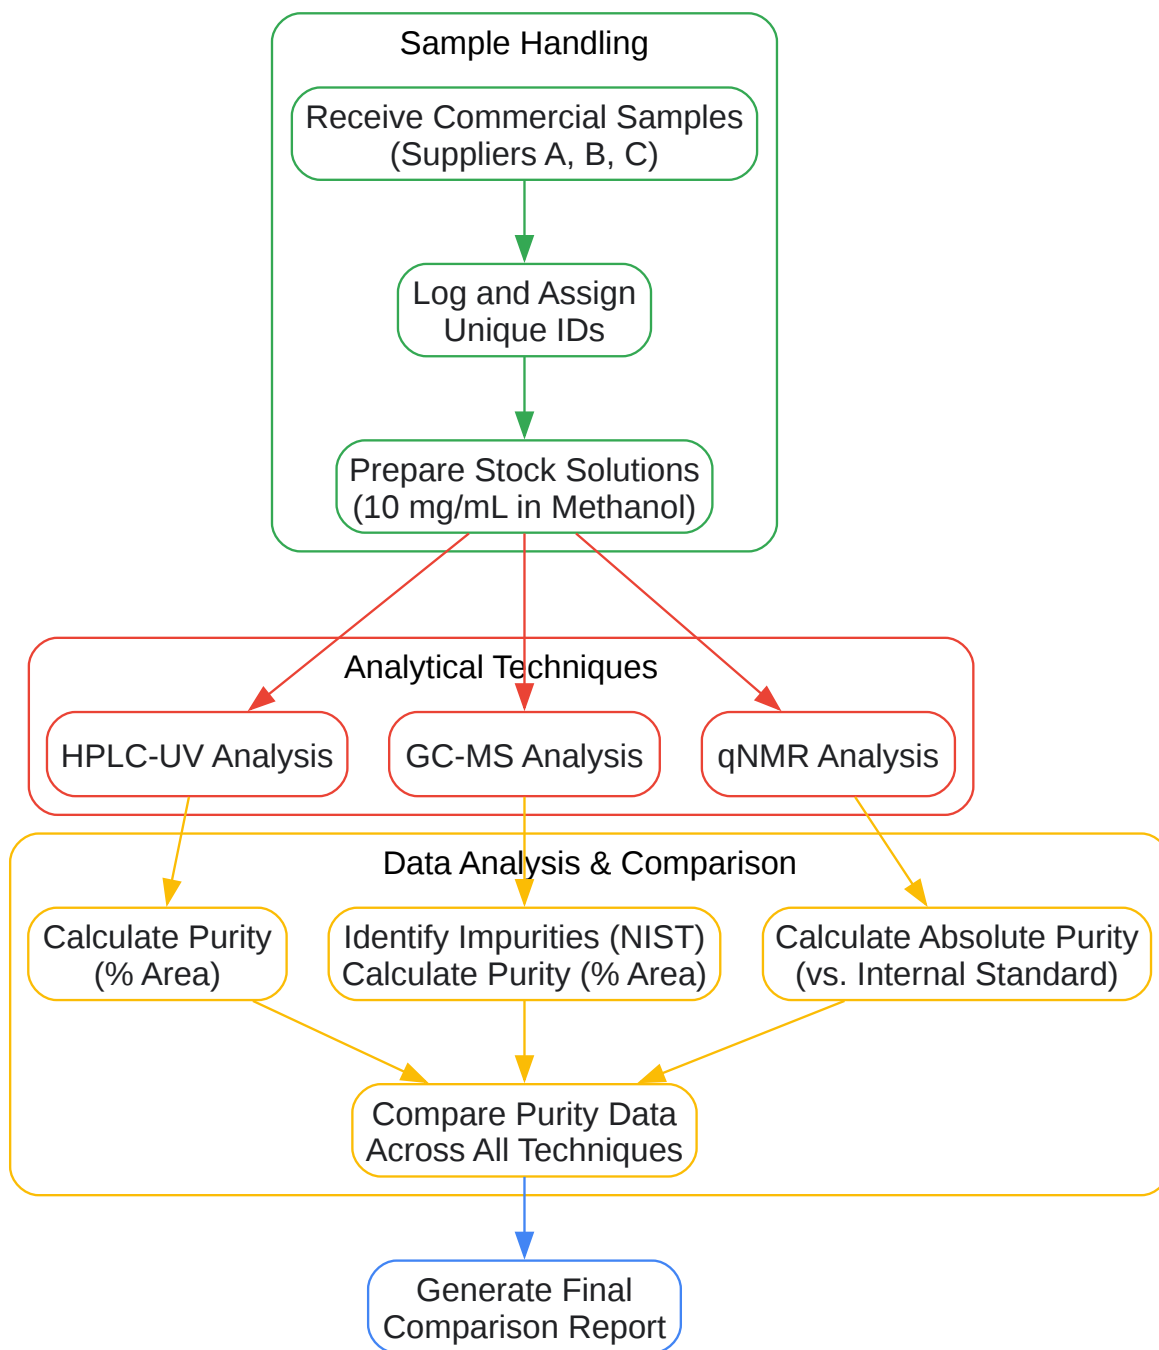 Sample Handling
Receive Commercial Samples
(Suppliers A, B, C)
Log and Assign
Unique IDs
Prepare Stock Solutions
(10 mg/mL in Methanol)
Analytical Techniques
HPLC-UV Analysis
GC-MS Analysis
qNMR Analysis
Data Analysis & Comparison
Calculate Purity
(% Area)
Identify Impurities (NIST)
Calculate Purity (% Area)
Calculate Absolute Purity
(vs. Internal Standard)
Compare Purity Data
Across All Techniques
Generate Final
Comparison Report